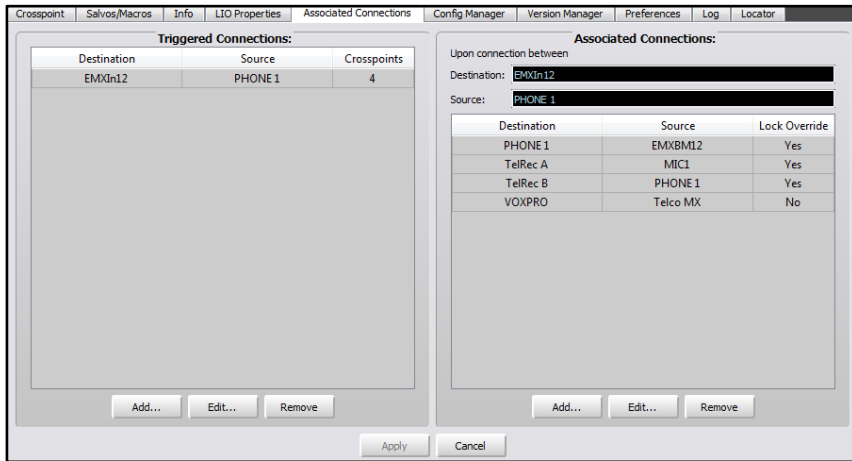 Crosspoint Salvos/Macros Info LIO Properties Associated Connections Config Manager Version Manager Preferences Log Locator
Triggered Connections:
Destination Source Crosspoints
EMXIn12 PHONE 1 4
Add... Edit... Remove
Associated Connections:
Upon connection between
Destination: EMXIn12
Source: PHONE 1
Destination Source Lock Override
PHONE 1 EMXBM12 Yes
TelRec A MIC1 Yes
TelRec B PHONE 1 Yes
VOXPRO Telco MX No
Add... Edit... Remove
Apply Cancel